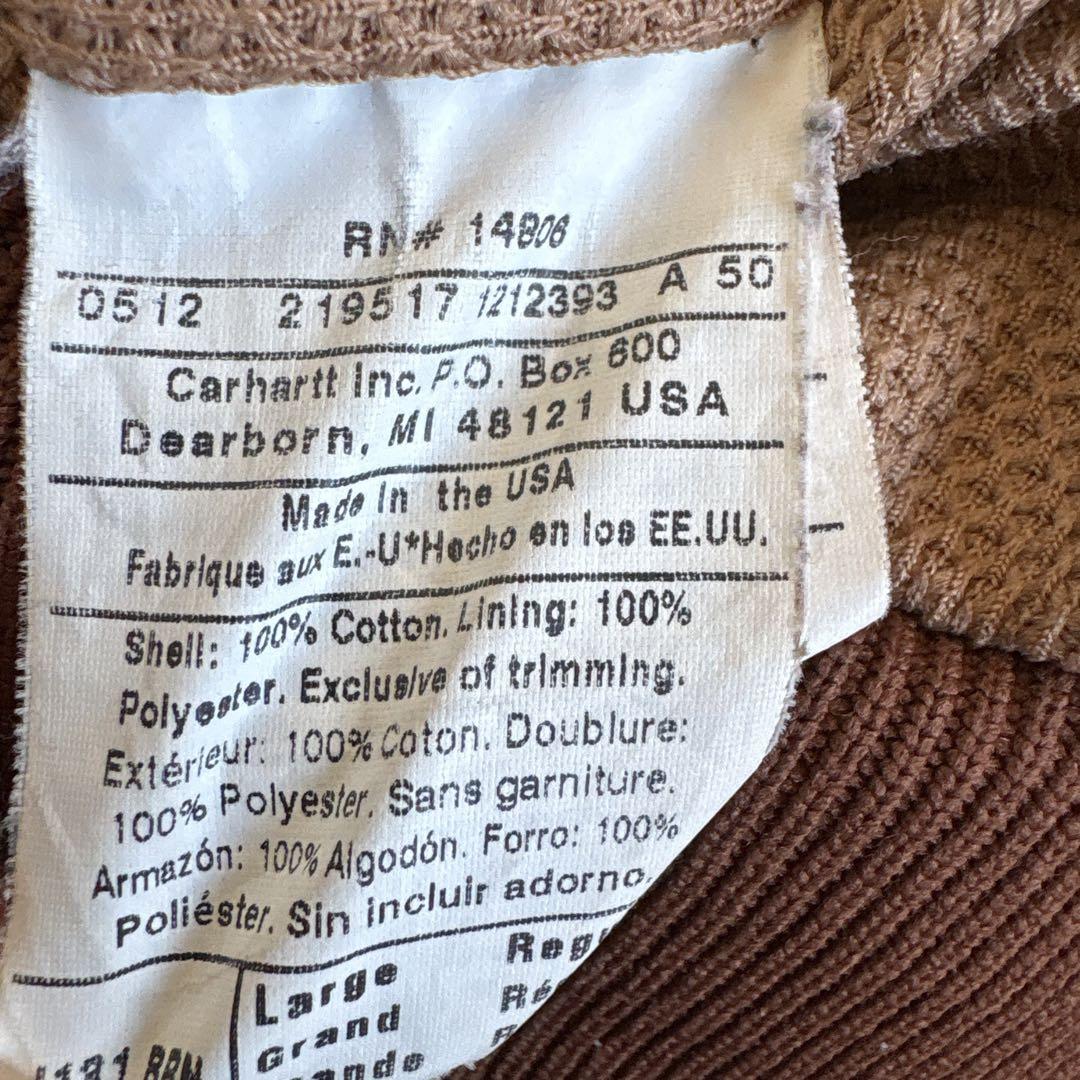 RN# 14806
0512 219517 1212393 A 50
Carhartt Inc. P.O. Box 600
Dearborn, MI 48121 USA
Made in the USA
Fabrique aux E.-U*Hecho en los EE.UU.
Shell: 100% Cotton. Lining: 100%
Polyester. Exclusive of trimming.
Extérieur: 100% Coton. Doublure:
100% Polyester. Sans garniture.
Armazón: 100% Algodón. Forro: 100%
Poliéster. Sin incluir adorno.
Large
Grand
BRM